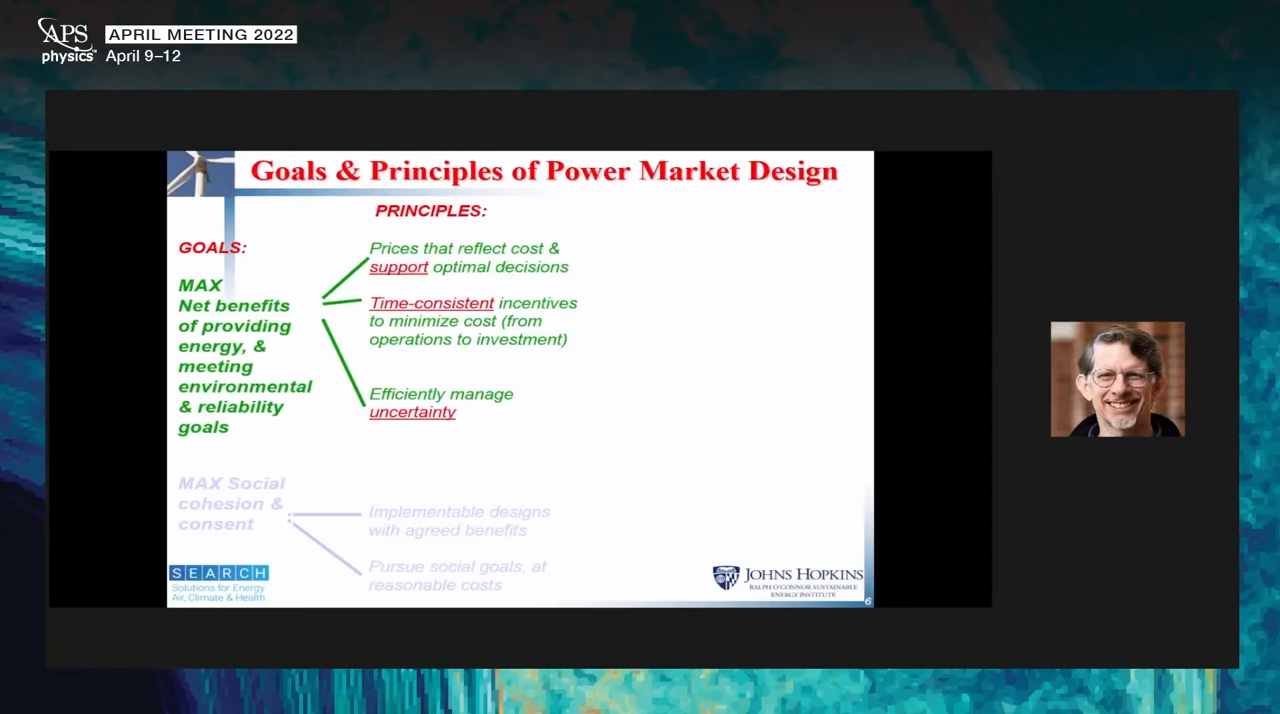 APS
physics
APRIL MEETING 2022
April 9–12
Goals & Principles of Power Market Design
PRINCIPLES:
GOALS:
MAX
Net benefits
of providing
energy, &
meeting
environmental
& reliability
goals
Prices that reflect cost &
support optimal decisions
Time-consistent incentives
to minimize cost (from
operations to investment)
Efficiently manage
uncertainty
MAX Social
cohesion &
consent
Implementable designs
with agreed benefits
Pursue social goals, at
reasonable costs
SEARCH
Solutions for Energy
Air, Climate & Health
JOHNS HOPKINS
RALPH O'CONNOR SUSTAINABLE
ENERGY INSTITUTE
6